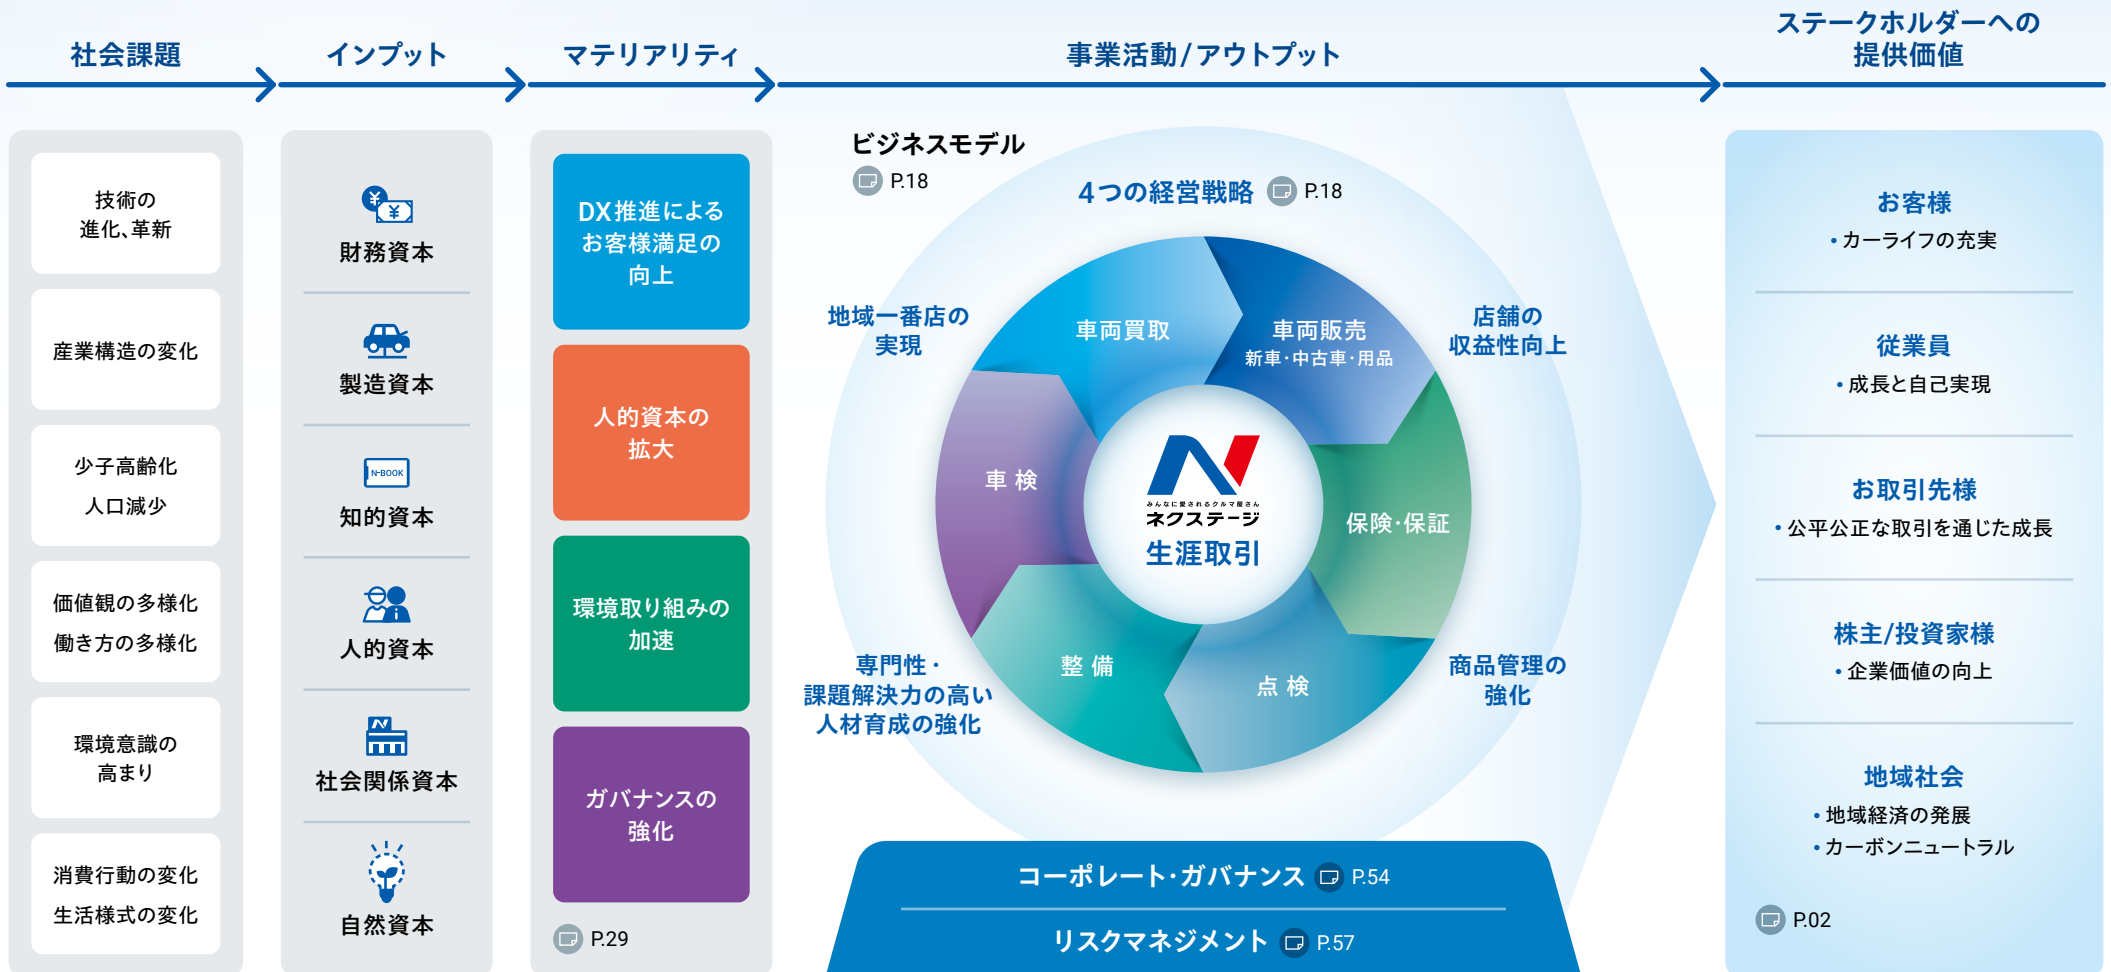 社会課題
インプット
マテリアリティ
事業活動/アウトプット
ステークホルダーへの
提供価値
技術の
進化、革新
産業構造の変化
少子高齢化
人口減少
価値観の多様化
働き方の多様化
環境意識の
高まり
消費行動の変化
生活様式の変化
財務資本
製造資本
N-BOOK
知的資本
人的資本
社会関係資本
自然資本
DX推進による
お客様満足の
向上
人的資本の
拡大
環境取り組みの
加速
ガバナンスの
強化
P.29
ビジネスモデル
P.18
4つの経営戦略 P.18
地域一番店の
実現
店舗の
収益性向上
専門性・
課題解決力の高い
人材育成の強化
商品管理の
強化
車両買取
車両販売
新車・中古車・用品
保険・保証
点検
整備
車検
みんなに愛されるクルマ屋さん
ネクステージ
生涯取引
コーポレート・ガバナンス P.54
リスクマネジメント P.57
お客様
・カーライフの充実
従業員
・成長と自己実現
お取引先様
・公平公正な取引を通じた成長
株主/投資家様
・企業価値の向上
地域社会
・地域経済の発展
・カーボンニュートラル
P.02